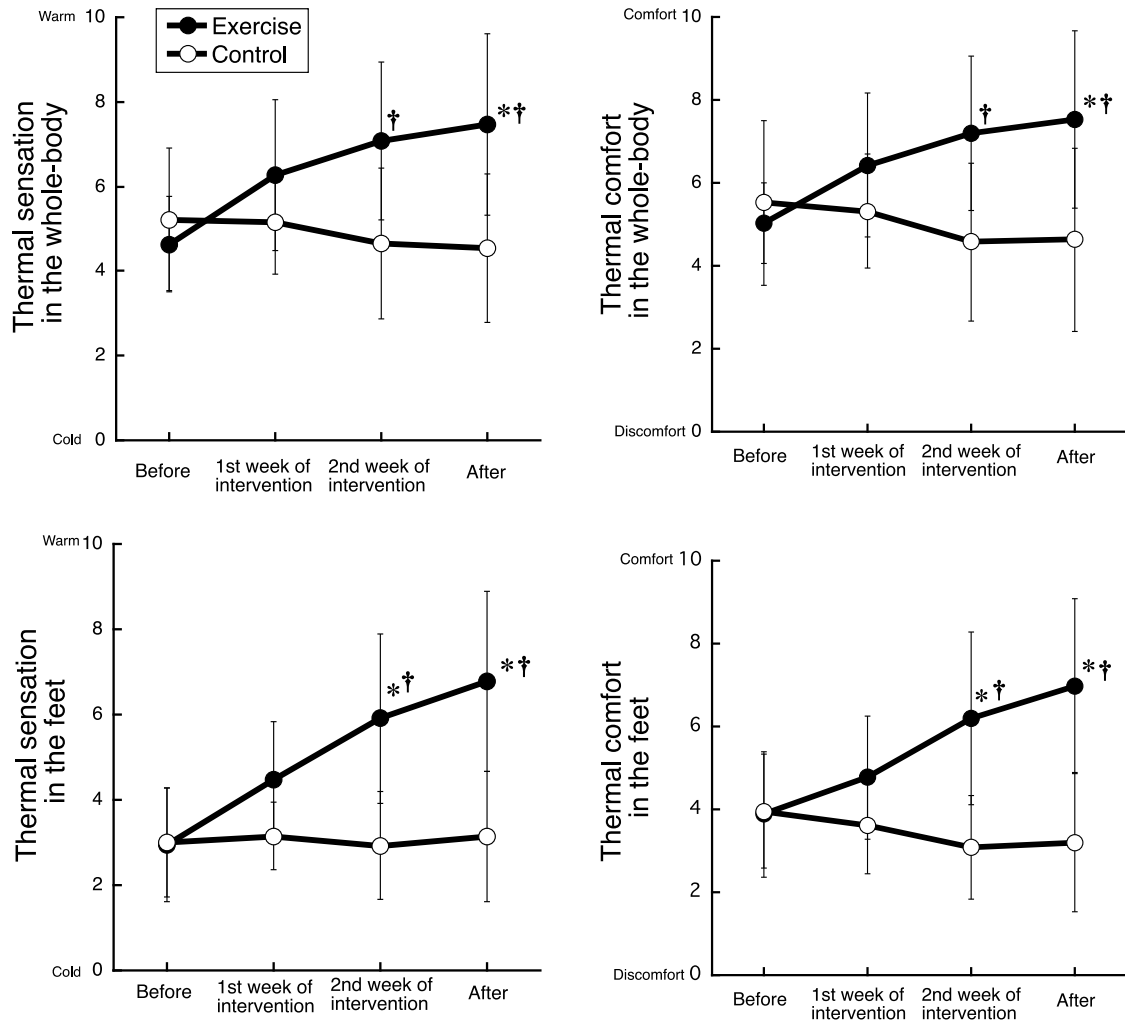 Exercise
Control
Thermal sensation
in the whole-body
Warm 10
8
6
4
2
Cold 0
Before
1st week of
intervention
2nd week of
intervention
After
†
*†
Thermal comfort
in the whole-body
Comfort 10
8
6
4
2
Discomfort 0
Before
1st week of
intervention
2nd week of
intervention
After
†
*†
Thermal sensation
in the feet
Warm 10
8
6
4
2
Cold 0
Before
1st week of
intervention
2nd week of
intervention
After
*†
*†
Thermal comfort
in the feet
Comfort 10
8
6
4
2
Discomfort 0
Before
1st week of
intervention
2nd week of
intervention
After
*†
*†